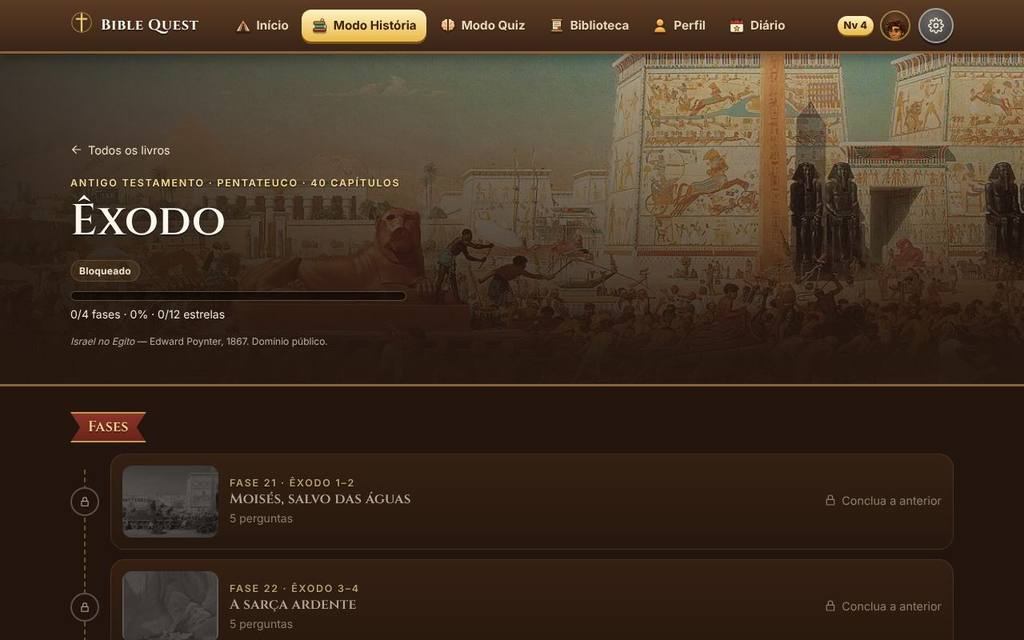 Bible Quest
Início
Modo História
Modo Quiz
Biblioteca
Perfil
Diário
Nv 4
← Todos os livros
ANTIGO TESTAMENTO · PENTATEUCO · 40 CAPÍTULOS
Êxodo
Bloqueado
0/4 fases · 0% · 0/12 estrelas
Israel no Egito — Edward Poynter, 1867. Domínio público.
Fases
FASE 21 · ÊXODO 1–2
Moisés, salvo das águas
5 perguntas
Conclua a anterior
FASE 22 · ÊXODO 3–4
A sarça ardente
5 perguntas
Conclua a anterior